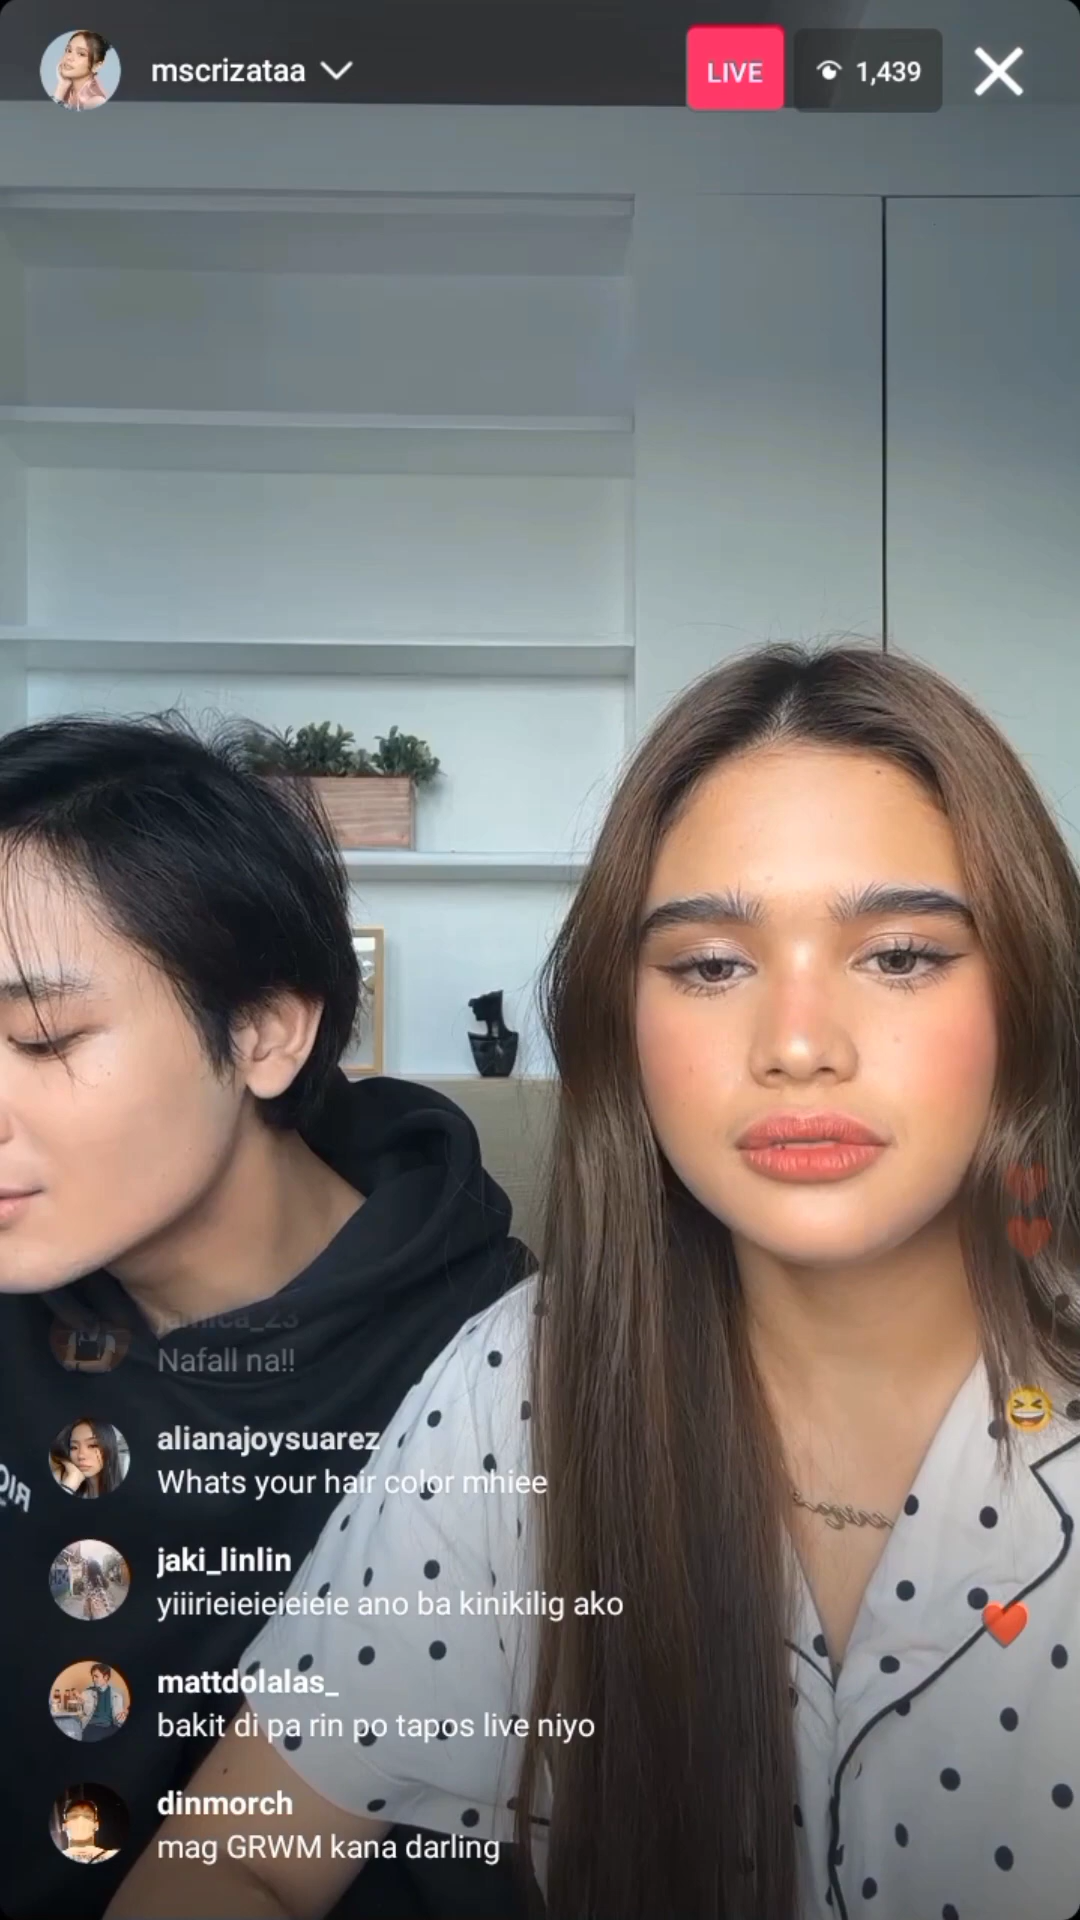 mscrizataa
LIVE
1,439
jamica_23
Nafall na!!
alianajoysuarez
Whats your hair color mhiee
jaki_linlin
yiiirieieieieieie ano ba kinikilig ako
mattdolalas_
bakit di pa rin po tapos live niyo
dinmorch
mag GRWM kana darling